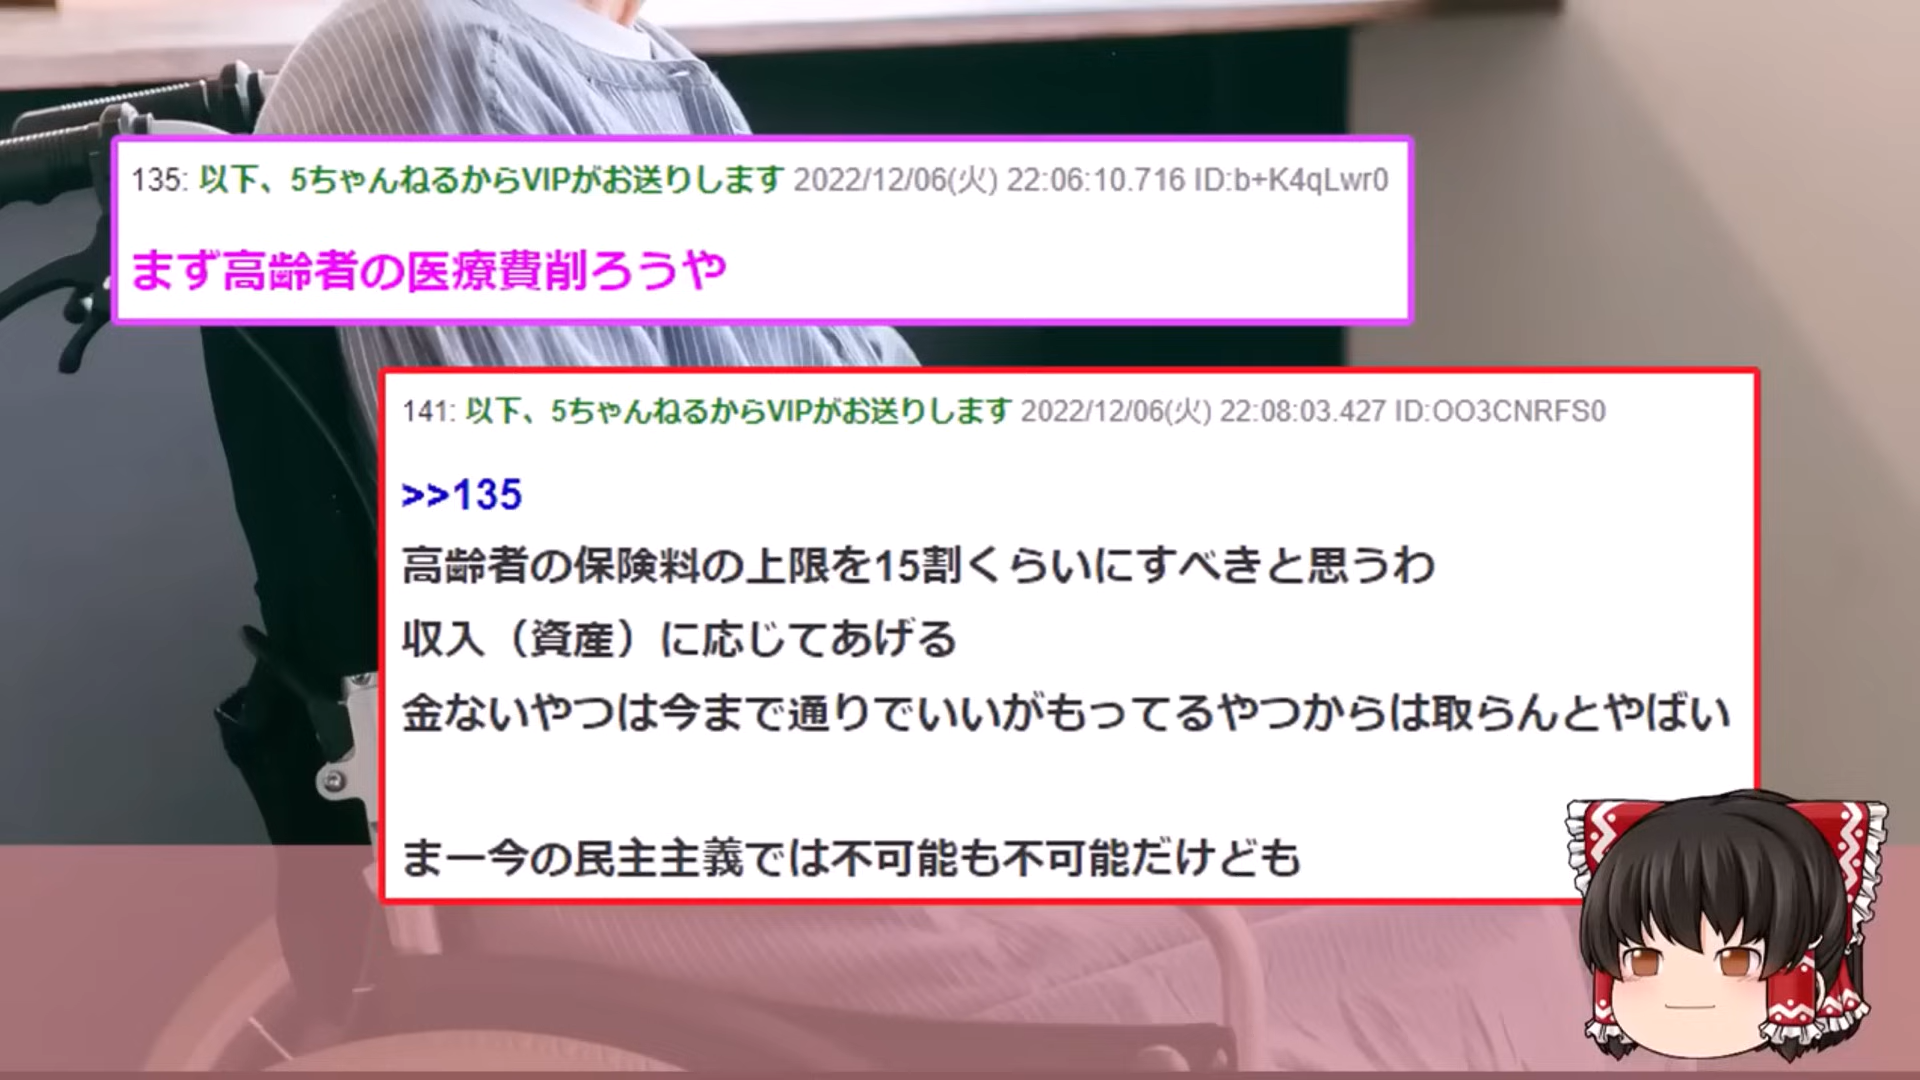 135: 以下、5ちゃんねるからVIPがお送りします 2022/12/06(火) 22:06:10.716 ID:b+K4qLwr0
まず高齢者の医療費削ろうや
141: 以下、5ちゃんねるからVIPがお送りします 2022/12/06(火) 22:08:03.427 ID:OO3CNRFS0
>>135
高齢者の保険料の上限を15割くらいにすべきと思うわ
収入（資産）に応じてあげる
金ないやつは今まで通りでいいがもってるやつからは取らんとやばい
まー今の民主主義では不可能も不可能だけども